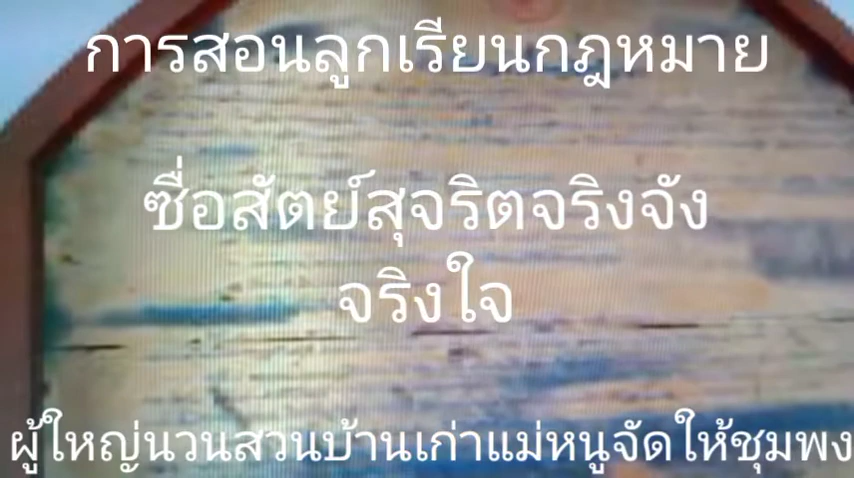 การสอนลูกเรียนกฎหมาย
ซื่อสัตย์สุจริตจริงจัง
จริงใจ
ผู้ใหญ่นวนสวนบ้านเก่าแม่หนูจัดให้ชุมพง